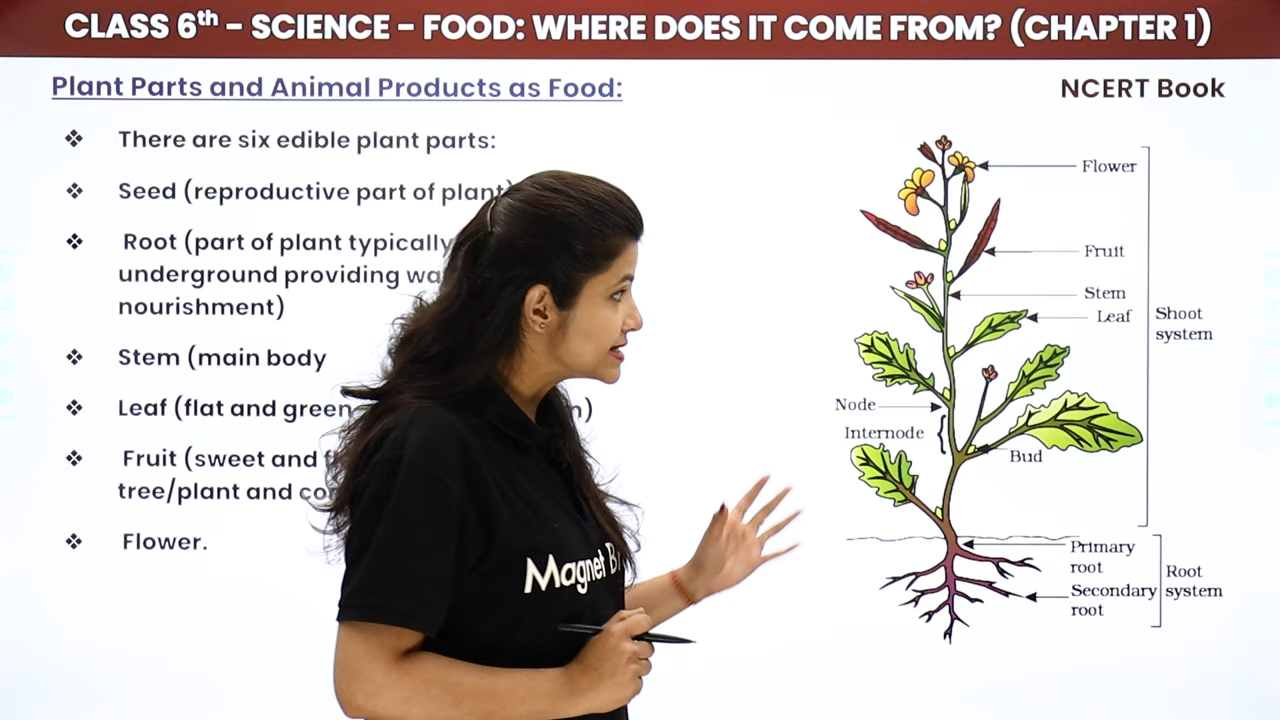 CLASS 6th – SCIENCE – FOOD: WHERE DOES IT COME FROM? (CHAPTER 1)
Plant Parts and Animal Products as Food:
NCERT Book
❖ There are six edible plant parts:
❖ Seed (reproductive part of plant)
❖ Root (part of plant typically
underground providing
nourishment)
❖ Stem (main body
❖ Leaf (flat and green
❖ Fruit (sweet and
tree/plant and
❖ Flower.
Flower
Fruit
Stem
Leaf
Shoot
system
Node
Internode
Bud
Primary
root
Secondary
root
Root
system
Magnet